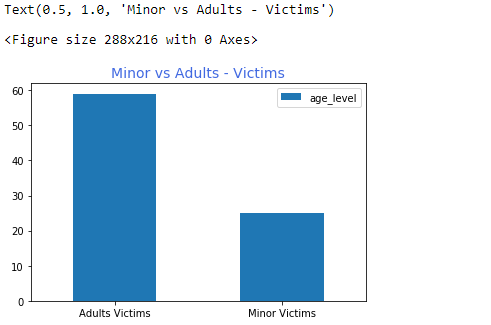 Text(0.5, 1.0, 'Minor vs Adults - Victims')
<Figure size 288x216 with 0 Axes>
Minor vs Adults - Victims
age_level
60
50
40
30
20
10
0
Adults Victims
Minor Victims